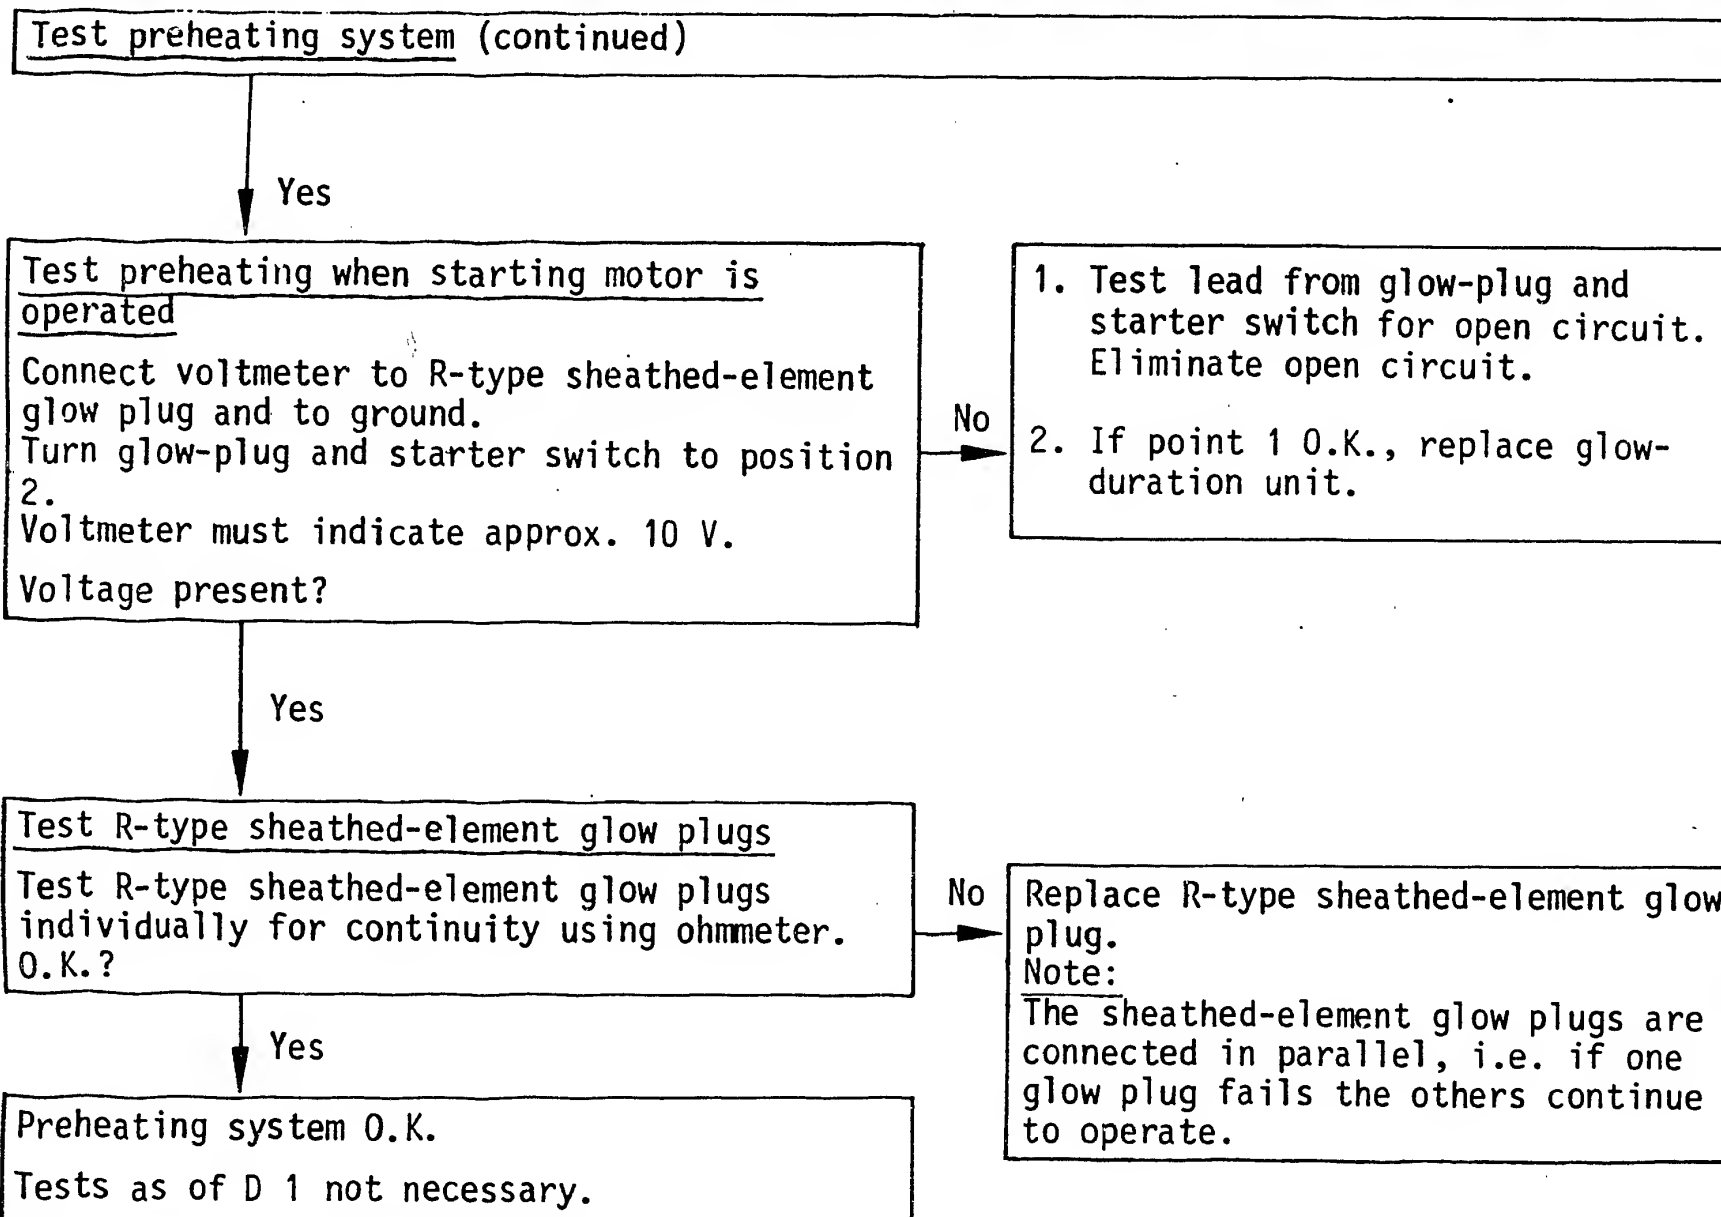 Test preheating system (continued)
Yes
Test preheating when starting motor is
operated
Connect voltmeter to R-type sheathed-element
glow plug and to ground.
Turn glow-plug and starter switch to position
2.
Voltmeter must indicate approx. 10 V.
Voltage present?
No
1. Test lead from glow-plug and
starter switch for open circuit.
Eliminate open circuit.
2. If point 1 O.K., replace glow-
duration unit.
Yes
Test R-type sheathed-element glow plugs
Test R-type sheathed-element glow plugs
individually for continuity using ohmmeter.
O.K.?
No
Replace R-type sheathed-element glow
plug.
Note:
The sheathed-element glow plugs are
connected in parallel, i.e. if one
glow plug fails the others continue
to operate.
Yes
Preheating system O.K.
Tests as of D 1 not necessary.